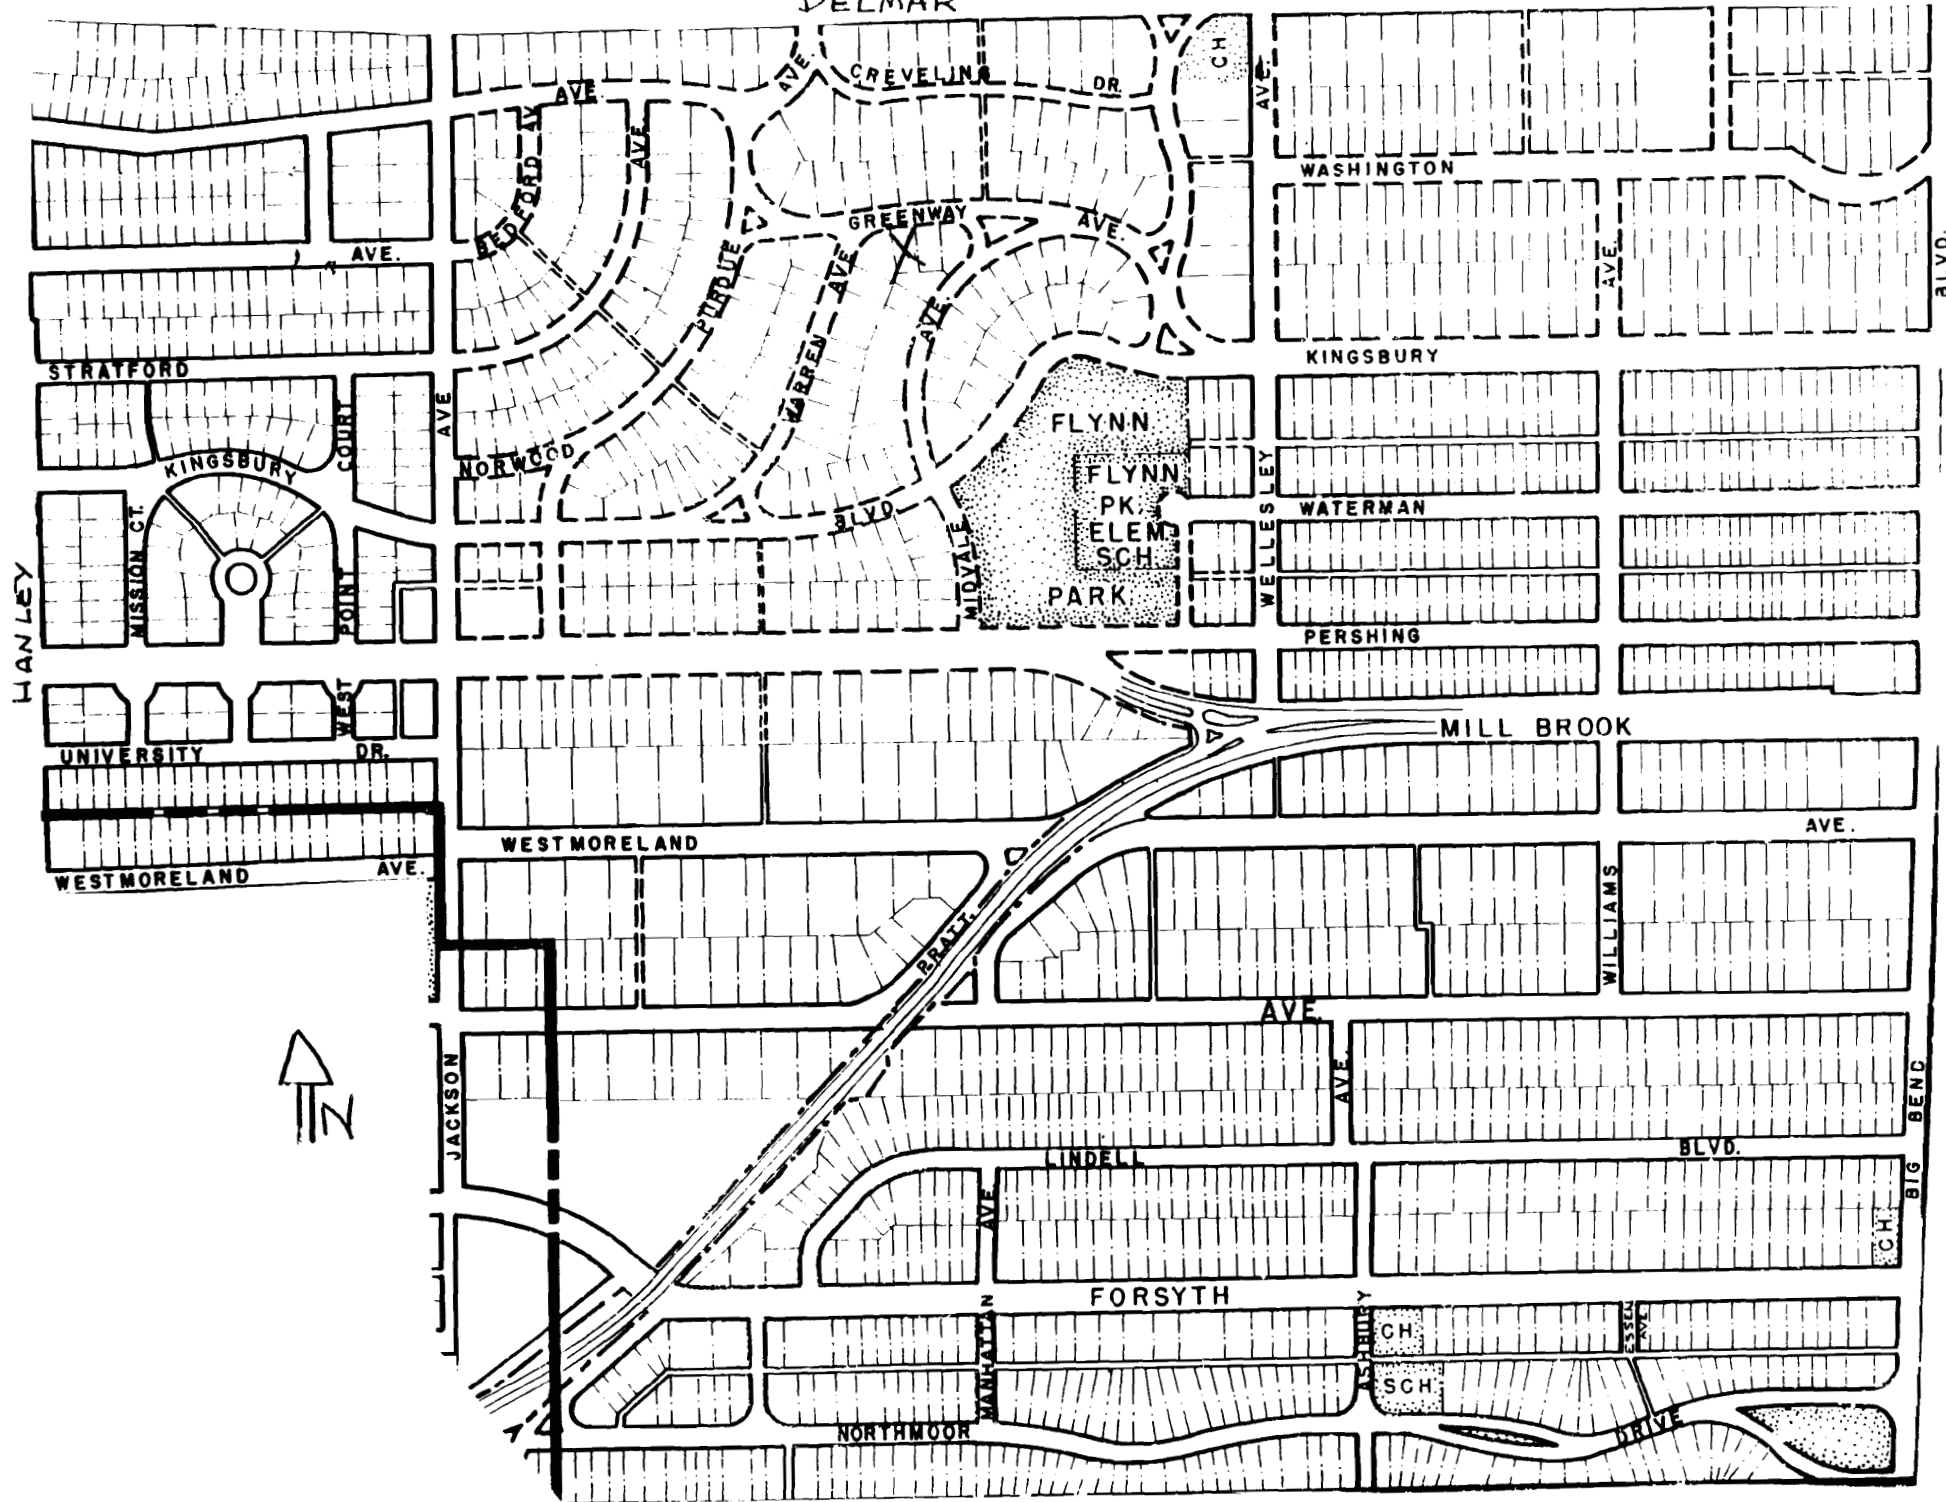 DELMAR
CH
AVE.
CREVELING
DR.
AVE.
AVE.
BEDFORD AV
AVE.
WASHINGTON
GREENWAY
AVE.
AVE.
PURDUE
WARREN AVE
AVE.
AVE.
BLVD.
KINGSBURY
STRATFORD
COURT
AVE
NORWOOD
KINGSBURY
FLYNN
FLYNN
PK.
ELEM.
SCH
PARK
WELLESLEY
WATERMAN
BLVD.
MIDVALE
MISSION CT.
WEST POINT
HANLEY
PERSHING
UNIVERSITY
DR.
MILL BROOK
WESTMORELAND
AVE.
WESTMORELAND
AVE.
WILLIAMS
PRATT
AVE.
N
JACKSON
AVE.
BIG BEND
LINDELL
BLVD.
AVE
CH
FORSYTH
MANHATTAN
ASHBURY
CH
ESSEX AVE
SCH
NORTHMOOR
DRIVE